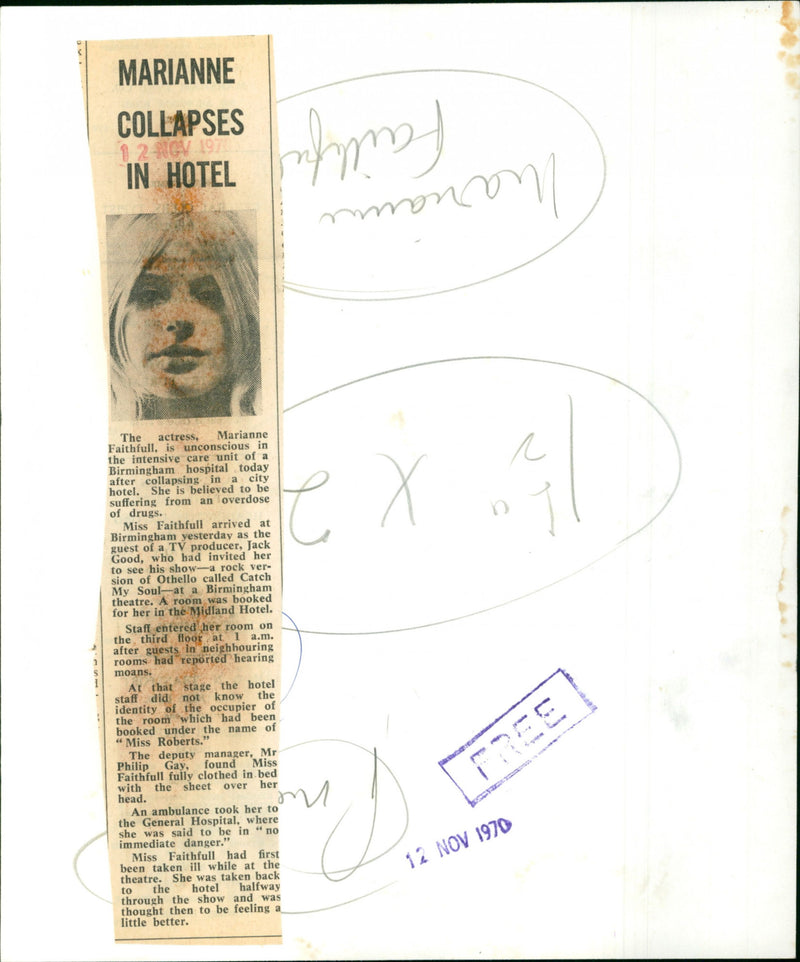 MARIANNE
COLLAPSES
12 NOV 1970
IN HOTEL
The actress, Marianne
Faithfull, is unconscious in
the intensive care unit of a
Birmingham hospital today
after collapsing in a city
hotel. She is believed to be
suffering from an overdose
of drugs.
Miss Faithfull arrived at
Birmingham yesterday as the
guest of a TV producer, Jack
Good, who had invited her
to see his show—a rock ver-
sion of Othello called Catch
My Soul—at a Birmingham
theatre. A room was booked
for her in the Midland Hotel.
Staff entered her room on
the third floor at 1 a.m.
after guests in neighbouring
rooms had reported hearing
moans.
At that stage the hotel
staff did not know the
identity of the occupier of
the room which had been
booked under the name of
"Miss Roberts."
The deputy manager, Mr
Philip Gay, found Miss
Faithfull fully clothed in bed
with the sheet over her
head.
An ambulance took her to
the General Hospital, where
she was said to be in "no
immediate danger."
Miss Faithfull had first
been taken ill while at the
theatre. She was taken back
to the hotel halfway
through the show and was
thought then to be feeling a
little better.
Marianne
X 2
FREE
12 NOV 1970